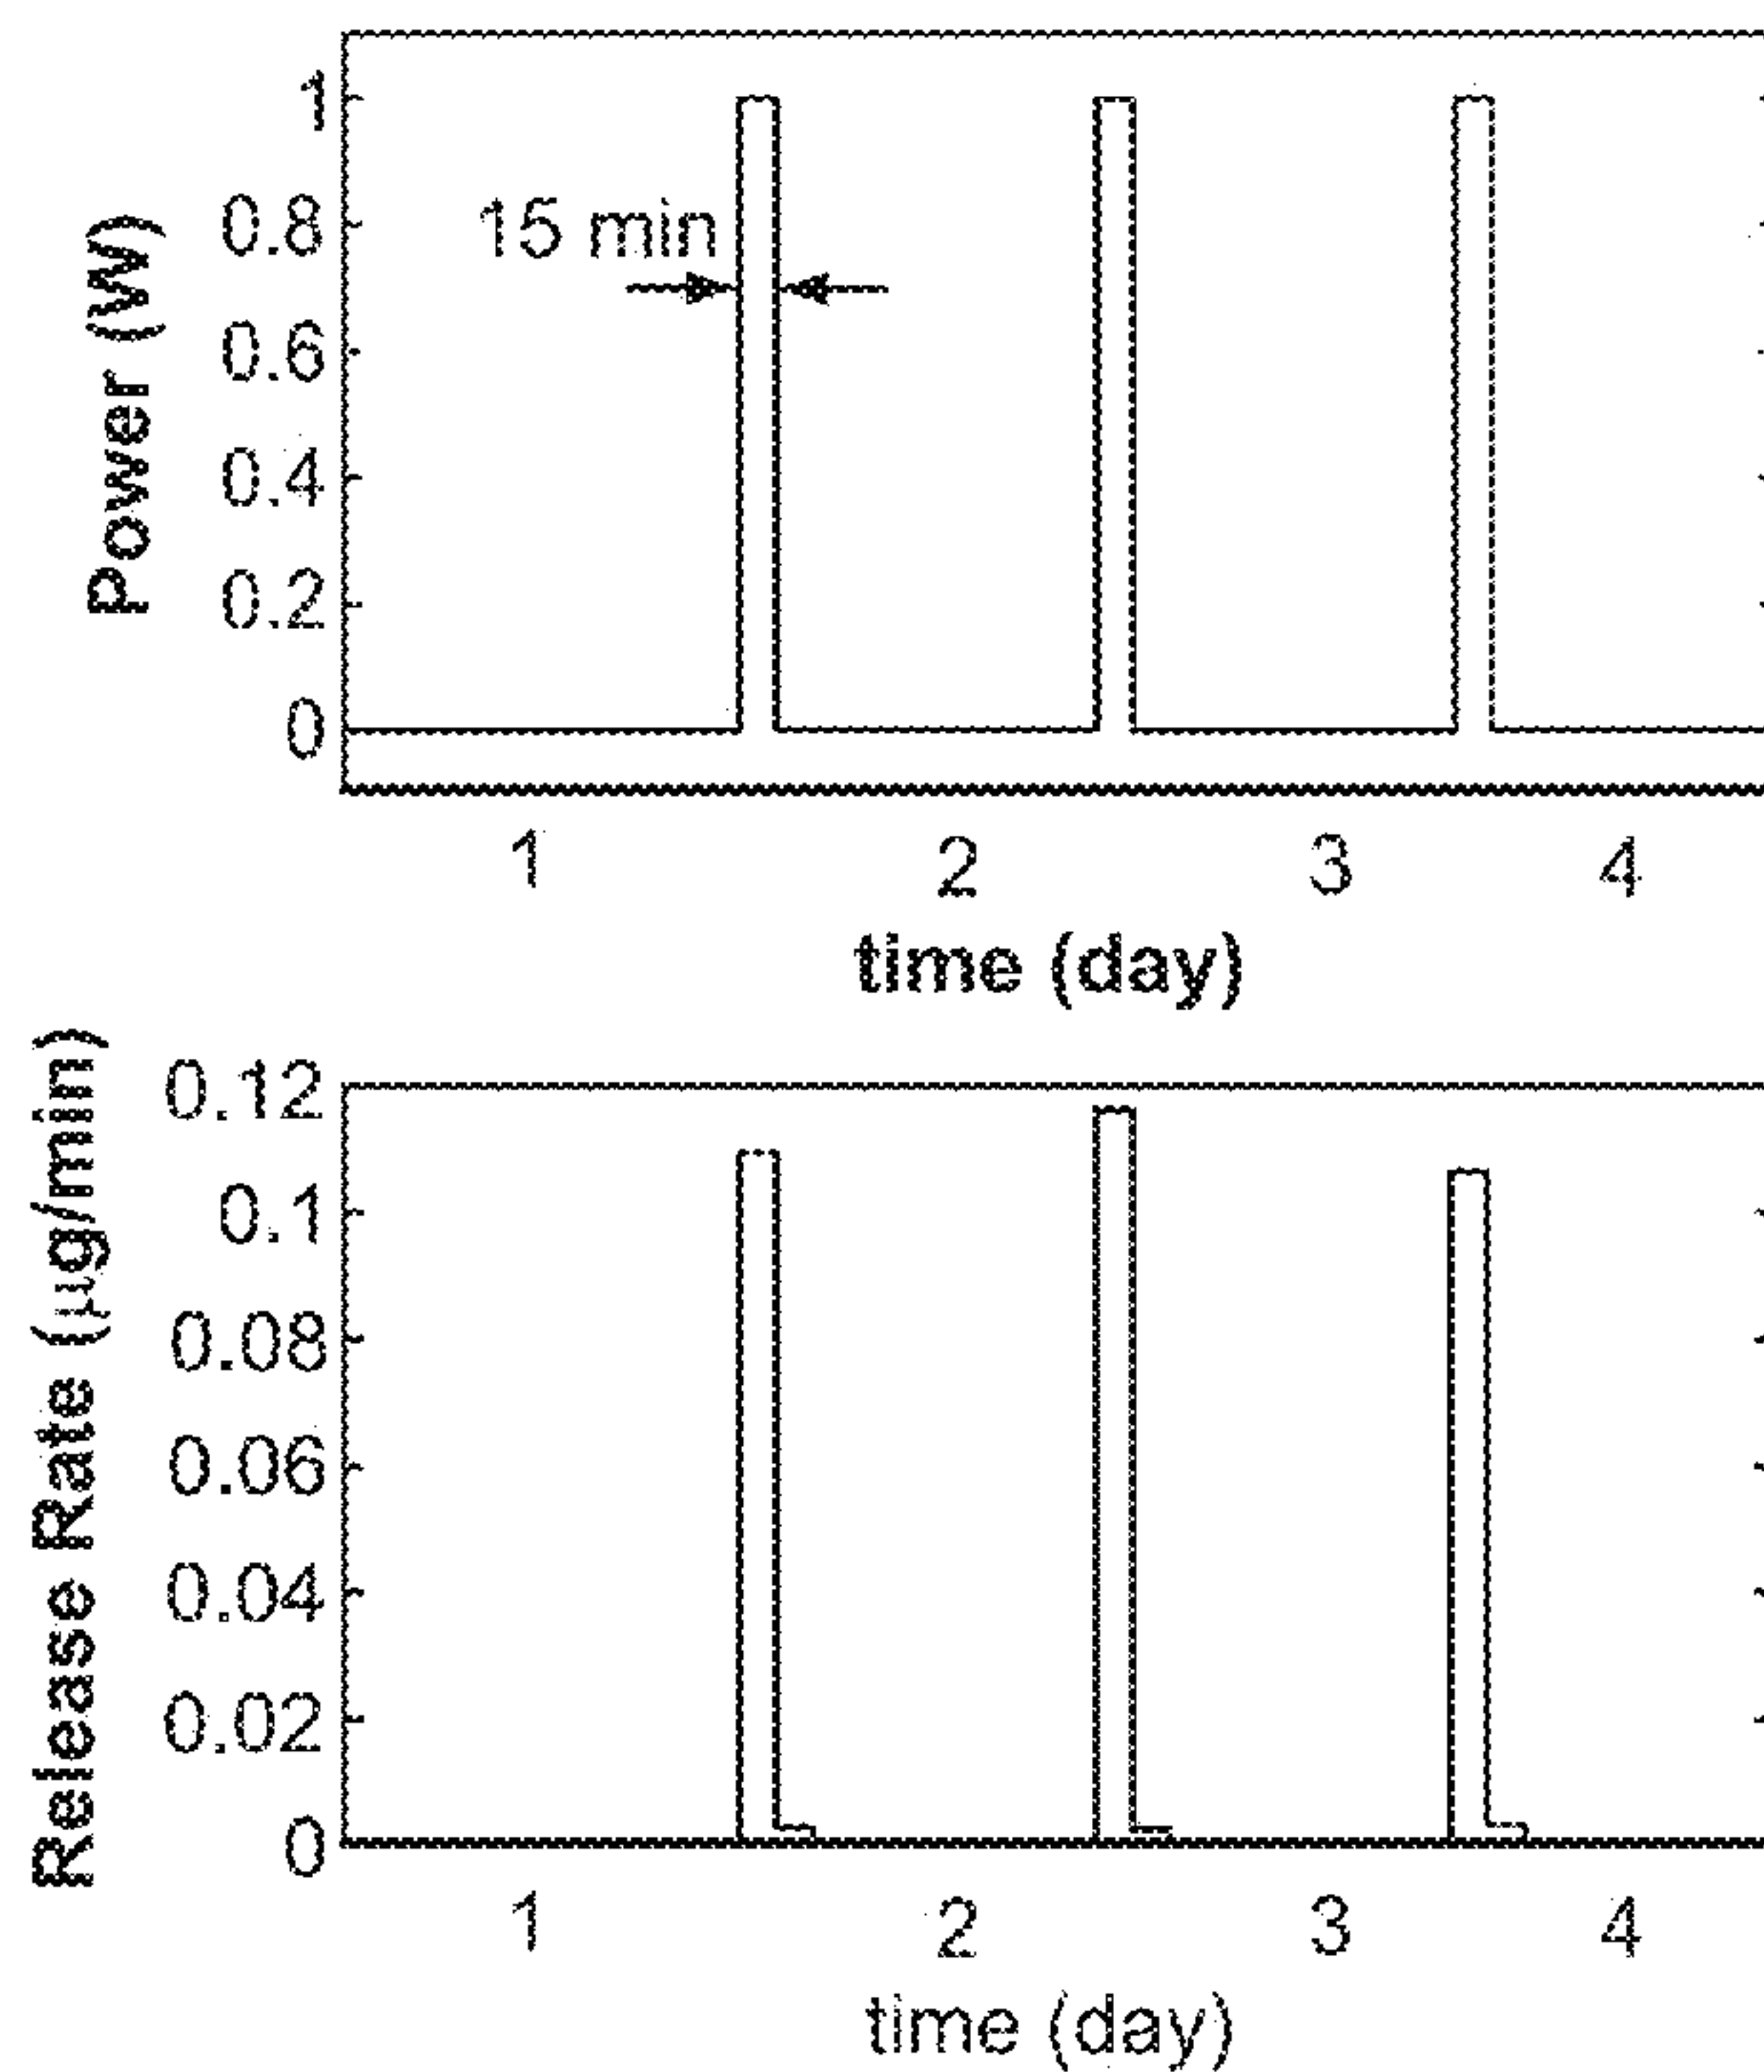 Power (W)
1
0.8
0.6
0.4
0.2
0
15 min
1 2 3 4
time (day)
Release Rate (µg/min)
0.12
0.1
0.08
0.06
0.04
0.02
0
1 2 3 4
time (day)